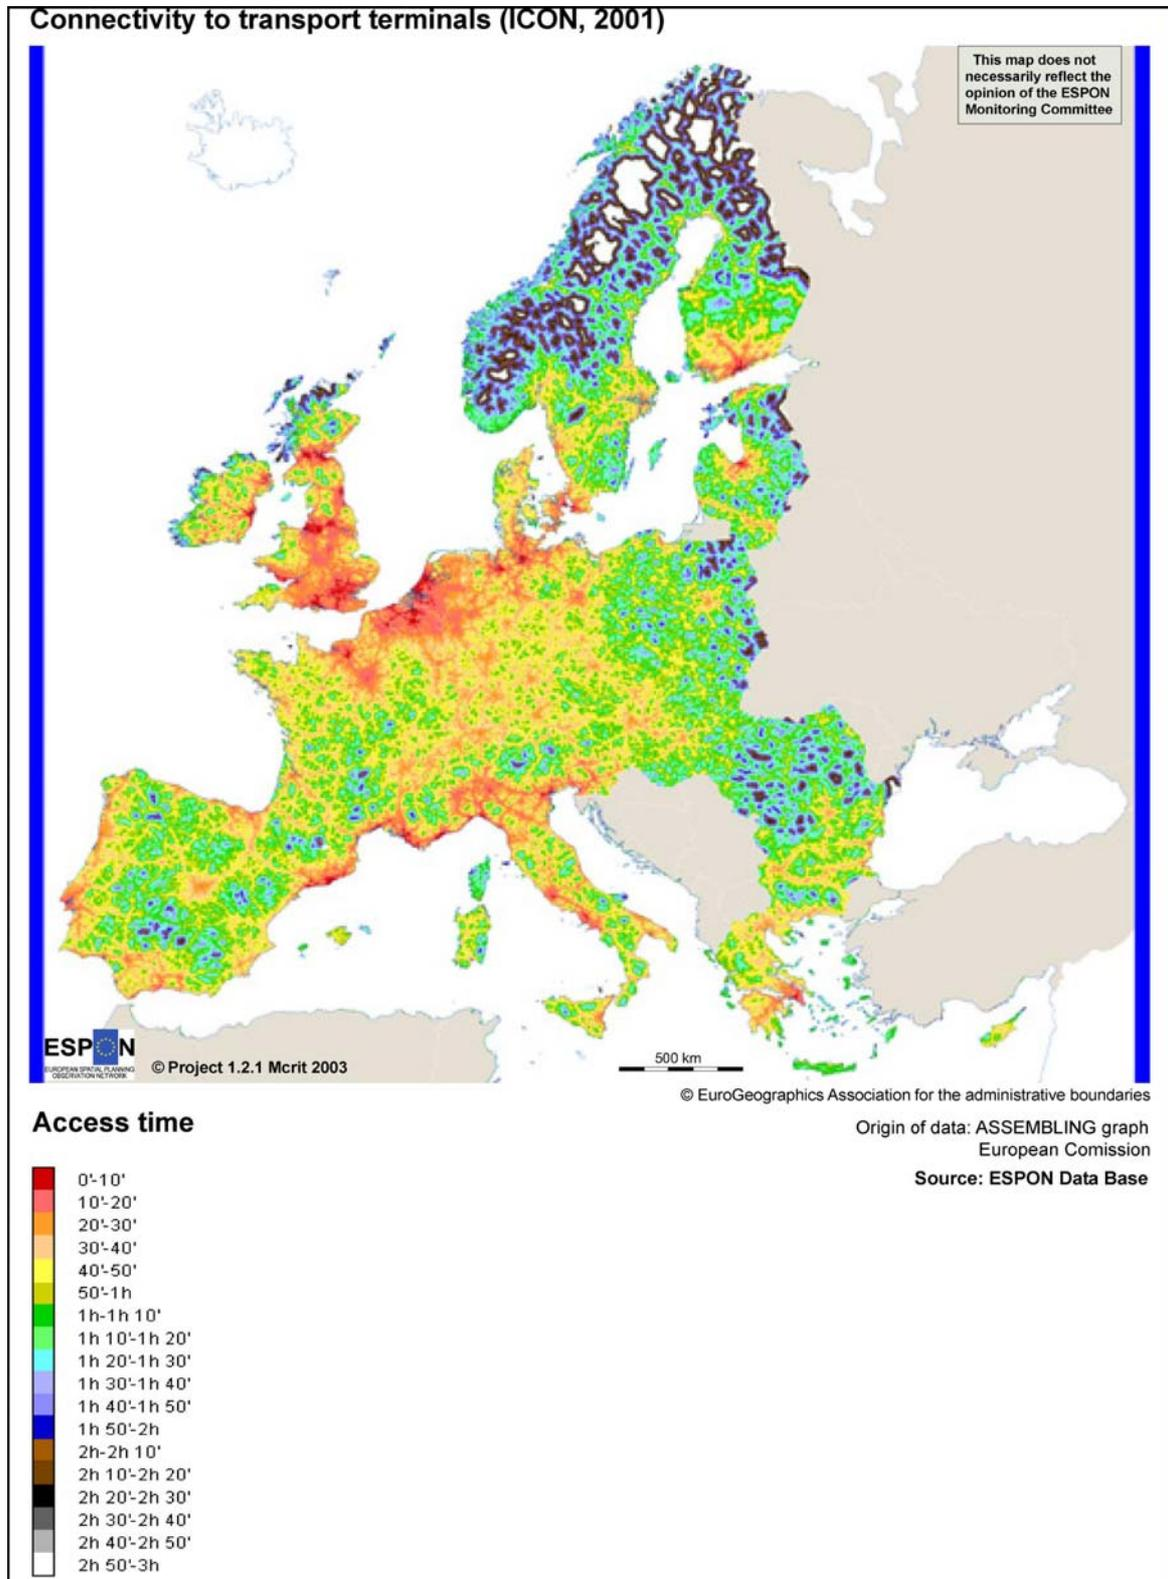 Connectivity to transport terminals (ICON, 2001)
This map does not
necessarily reflect the
opinion of the ESPON
Monitoring Committee
ESPON
EUROPEAN SPATIAL PLANNING
OBSERVATION NETWORK
© Project 1.2.1 Mcrit 2003
500 km
© EuroGeographics Association for the administrative boundaries
Access time
Origin of data: ASSEMBLING graph
European Comission
Source: ESPON Data Base
0'-10'
10'-20'
20'-30'
30'-40'
40'-50'
50'-1h
1h-1h 10'
1h 10'-1h 20'
1h 20'-1h 30'
1h 30'-1h 40'
1h 40'-1h 50'
1h 50'-2h
2h-2h 10'
2h 10'-2h 20'
2h 20'-2h 30'
2h 30'-2h 40'
2h 40'-2h 50'
2h 50'-3h